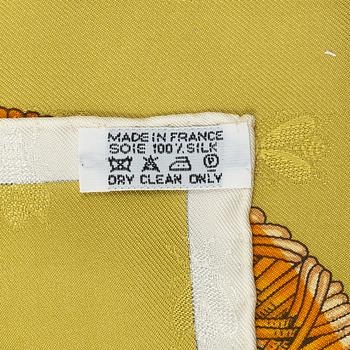 MADE IN FRANCE
SOIE 100% SILK
DRY CLEAN ONLY